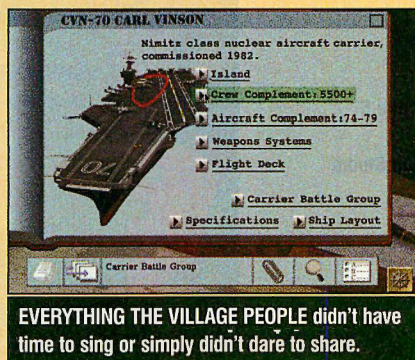 CVN-70 CARL VINSON
Nimitz class nuclear aircraft carrier,
commissioned 1982.
Island
Crew Complement:5500+
Aircraft Complement:74-79
Weapons Systems
Flight Deck
Carrier Battle Group
Specifications Ship Layout
70
Carrier Battle Group
EVERYTHING THE VILLAGE PEOPLE didn't have
time to sing or simply didn't dare to share.